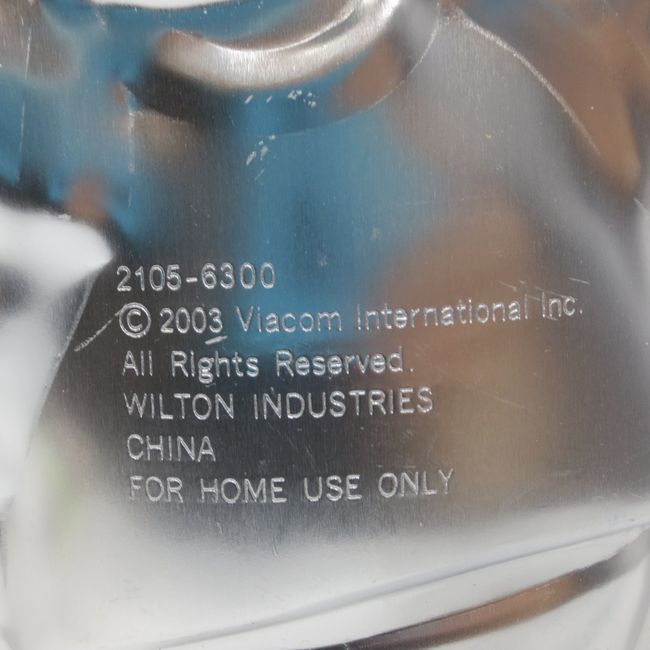 2105-6300
© 2003 Viacom International Inc.
All Rights Reserved.
WILTON INDUSTRIES
CHINA
FOR HOME USE ONLY